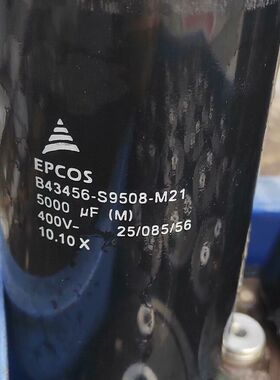 EPCOS
B43456-S9508-M21
5000 µF (M)
400V- 25/085/56
10.10 X